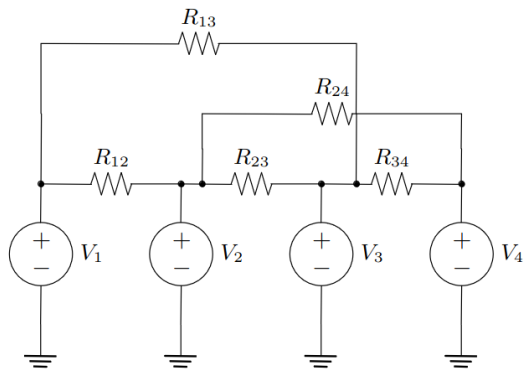 R13
R24
R12 R23 R34
+ + + +
− V1 − V2 − V3 − V4